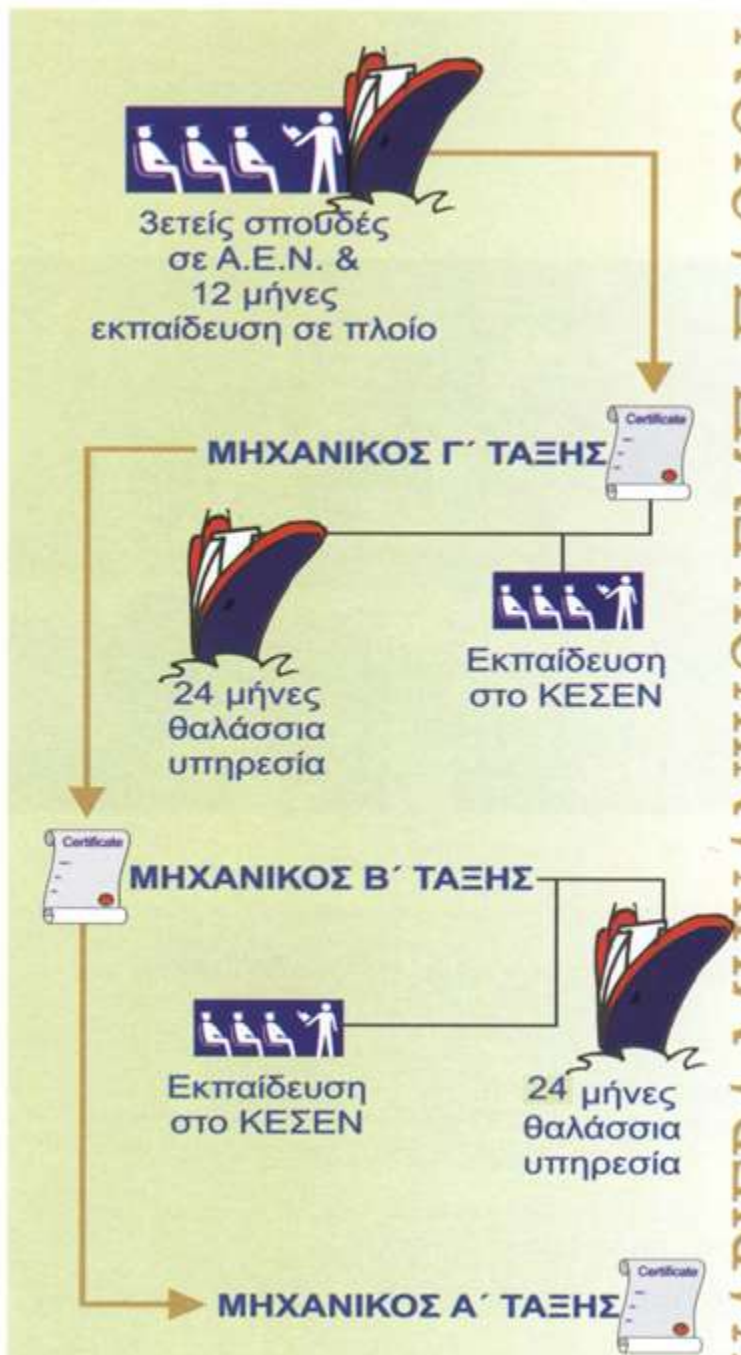 3ετείς σπουδές
σε Α.Ε.Ν. &
12 μήνες
εκπαίδευση σε πλοίο
Certificate
ΜΗΧΑΝΙΚΟΣ Γ΄ ΤΑΞΗΣ
Εκπαίδευση
στο ΚΕΣΕΝ
24 μήνες
θαλάσσια
υπηρεσία
Certificate
ΜΗΧΑΝΙΚΟΣ Β΄ ΤΑΞΗΣ
Εκπαίδευση
στο ΚΕΣΕΝ
24 μήνες
θαλάσσια
υπηρεσία
ΜΗΧΑΝΙΚΟΣ Α΄ ΤΑΞΗΣ
Certificate